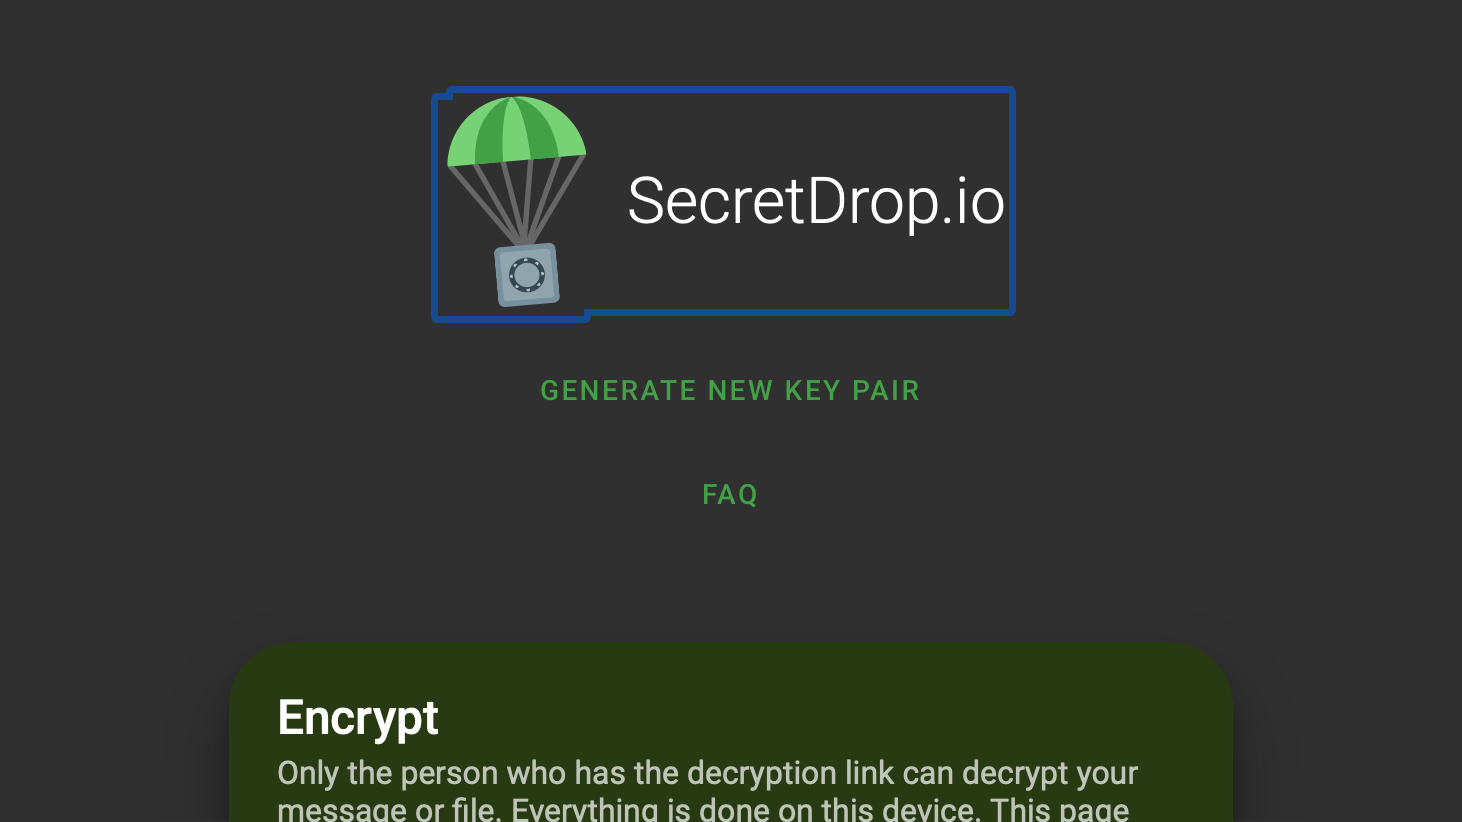 SecretDrop.io
GENERATE NEW KEY PAIR
FAQ
Encrypt
Only the person who has the decryption link can decrypt your
message or file. Everything is done on this device. This page